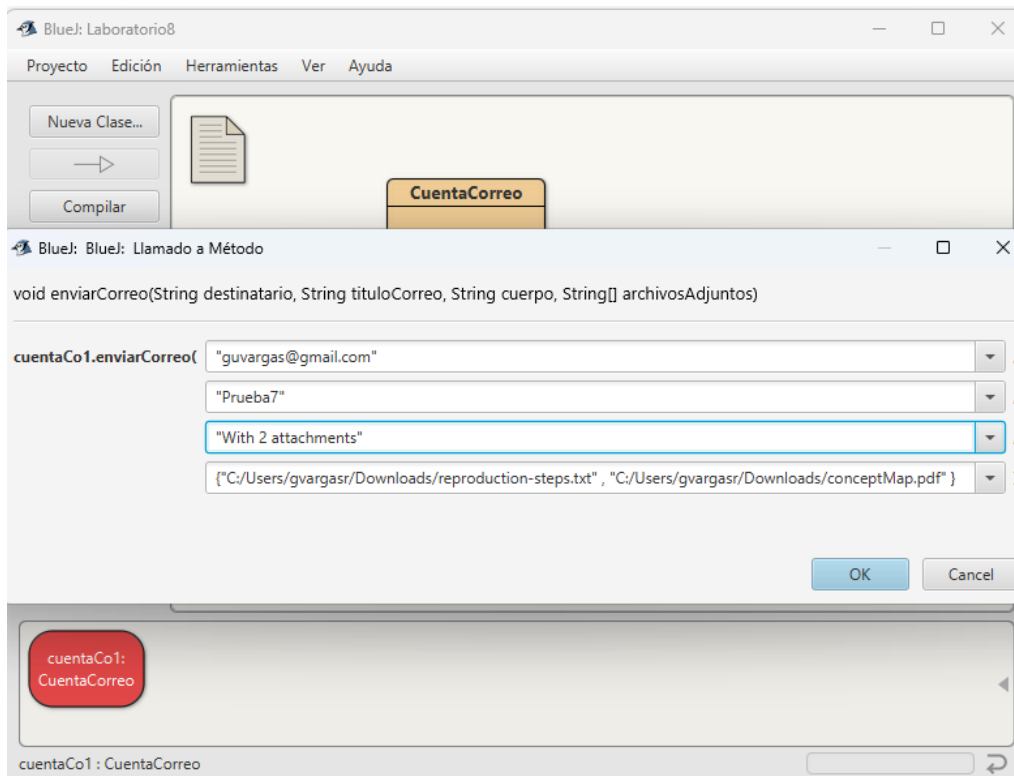 BlueJ: Laboratorio8
Proyecto Edición Herramientas Ver Ayuda
Nueva Clase...
Compilar
CuentaCorreo
BlueJ: BlueJ: Llamado a Método
void enviarCorreo(String destinatario, String tituloCorreo, String cuerpo, String[] archivosAdjuntos)
cuentaCo1.enviarCorreo( "guvargas@gmail.com"
"Prueba7"
"With 2 attachments"
{"C:/Users/gvargasr/Downloads/reproduction-steps.txt" , "C:/Users/gvargasr/Downloads/conceptMap.pdf" }
OK Cancel
cuentaCo1:
CuentaCorreo
cuentaCo1 : CuentaCorreo